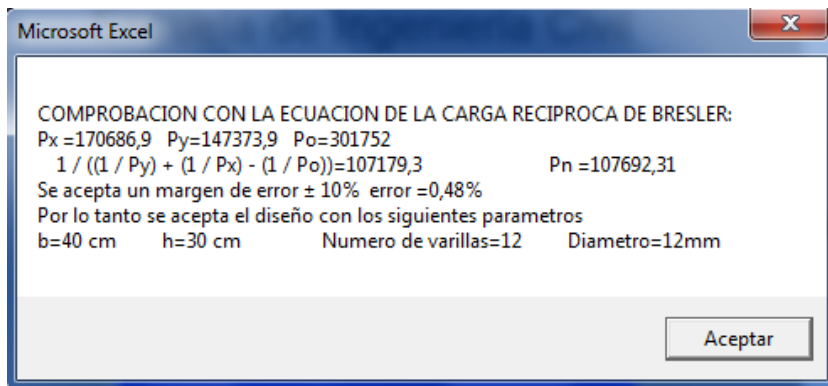 Microsoft Excel
COMPROBACION CON LA ECUACION DE LA CARGA RECIPROCA DE BRESLER:
Px =170686,9 Py=147373,9 Po=301752
1 / ((1 / Py) + (1 / Px) - (1 / Po))=107179,3 Pn =107692,31
Se acepta un margen de error ± 10% error =0,48%
Por lo tanto se acepta el diseño con los siguientes parametros
b=40 cm h=30 cm Numero de varillas=12 Diametro=12mm
Aceptar